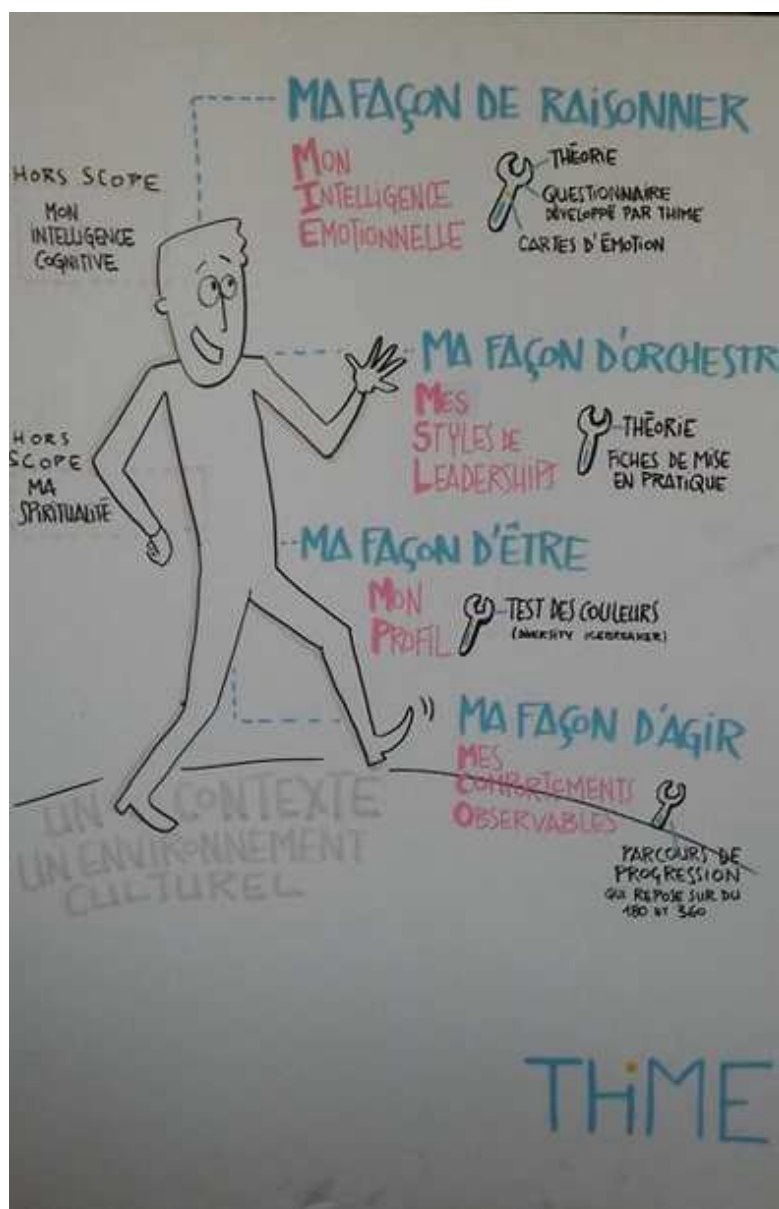 MA FAÇON DE RAISONNER
MON
INTELLIGENCE
EMOTIONNELLE
THÉORIE
QUESTIONNAIRE
DÉVELOPPÉ PAR THIME
CARTES D'ÉMOTION
HORS SCOPE
MON
INTELLIGENCE
COGNITIVE
MA FAÇON D'ORCHESTR
MES
STYLES DE
LEADERSHIPS
THÉORIE
FICHES DE MISE
EN PRATIQUE
HORS
SCOPE
MA
SPIRITUALITÉ
MA FAÇON D'ÊTRE
MON
PROFIL
TEST DES COULEURS
(DIVERSITY ICEBREAKER)
MA FAÇON D'AGIR
MES
COMPORTEMENTS
OBSERVABLES
PARCOURS DE
PROGRESSION
QUI REPOSE SUR DU
180 ET 360
UN CONTEXTE
UN ENVIRONNEMENT
CULTUREL
THiME